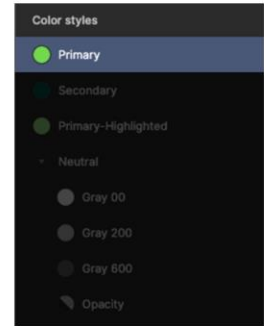 Color styles
Primary
Secondary
Primary-Highlighted
Neutral
Gray 00
Gray 200
Gray 600
Opacity